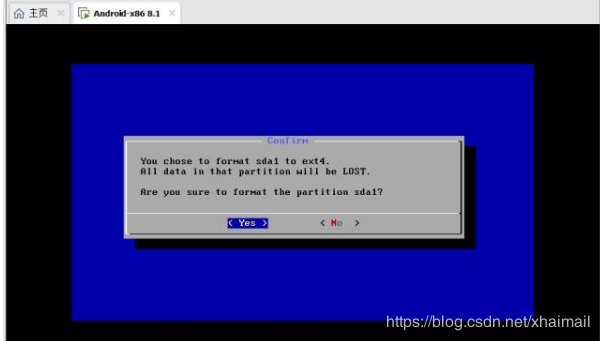 主页
Android-x86 8.1
Confirm
You chose to format sda1 to ext4.
All data in that partition will be LOST.
Are you sure to format the partition sda1?
< Yes > < No >
https://blog.csdn.net/xhaimail